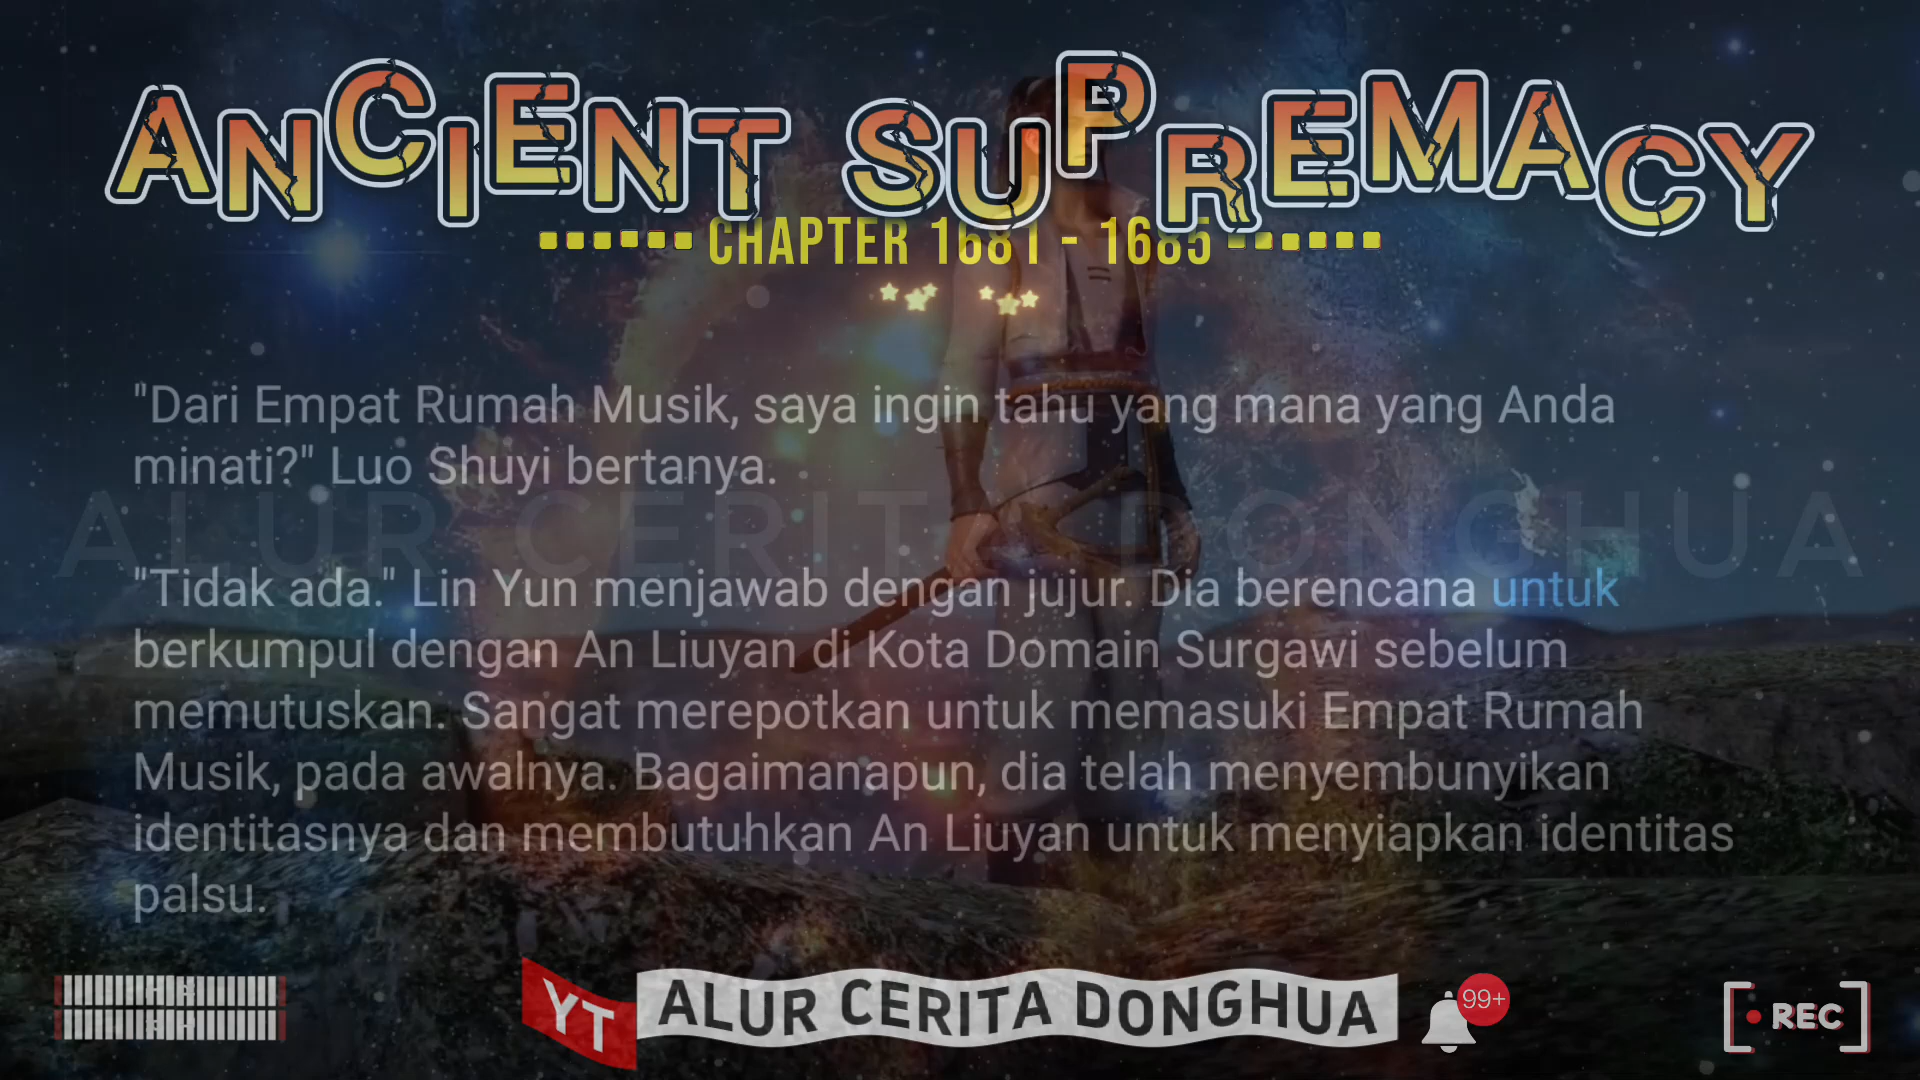 ANCIENT SUPREMACY
CHAPTER 1681 - 1685
"Dari Empat Rumah Musik, saya ingin tahu yang mana yang Anda
minati?" Luo Shuyi bertanya.
ALUR CERITA DONGHUA
"Tidak ada." Lin Yun menjawab dengan jujur. Dia berencana untuk
berkumpul dengan An Liuyan di Kota Domain Surgawi sebelum
memutuskan. Sangat merepotkan untuk memasuki Empat Rumah
Musik, pada awalnya. Bagaimanapun, dia telah menyembunyikan
identitasnya dan membutuhkan An Liuyan untuk menyiapkan identitas
palsu.
YT ALUR CERITA DONGHUA
99+
REC